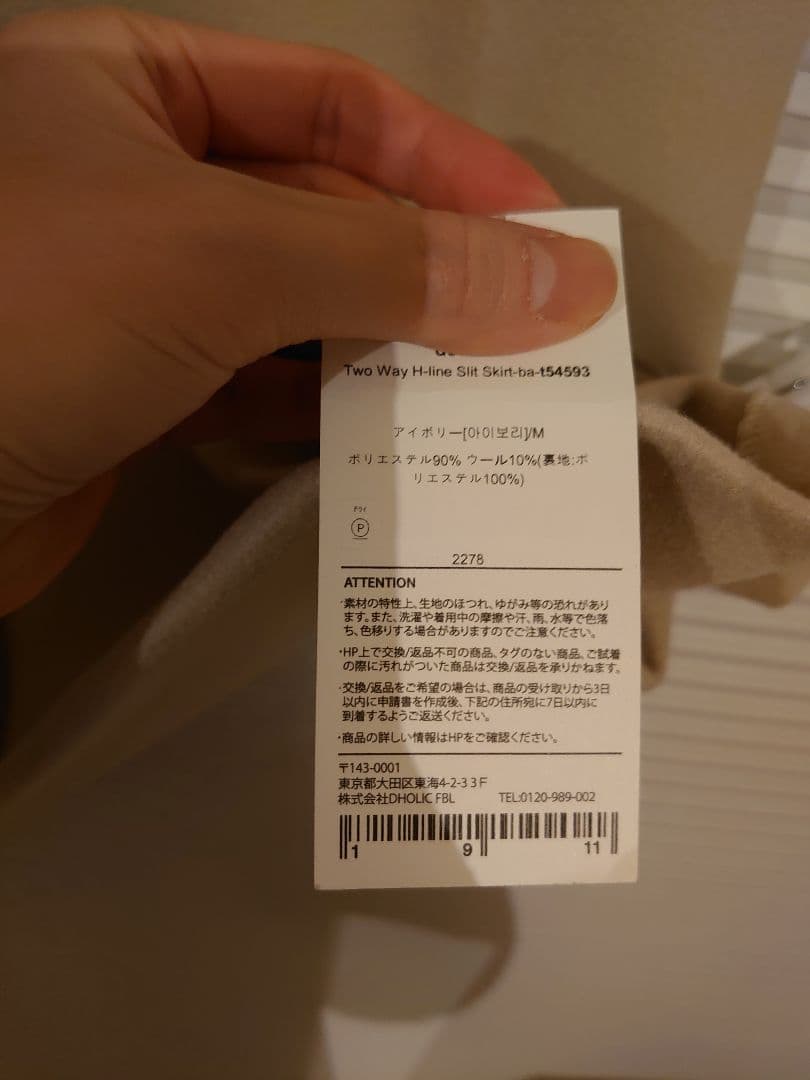 Two Way H-line Slit Skirt-ba-t54593
アイボリー[아이보리]/M
ポリエステル90% ウール10%(裏地:ポ
リエステル100%)
ドライ
P
2278
ATTENTION
・素材の特性上、生地のほつれ、ゆがみ等の恐れがあり
ます。また、洗濯や着用中の摩擦や汗、雨、水等で色落
ち、色移りする場合がありますのでご注意ください。
・HP上で交換/返品不可の商品、タグのない商品、ご試着
の際に汚れがついた商品は交換/返品を承りかねます。
・交換/返品をご希望の場合は、商品の受け取りから3日
以内に申請書を作成後、下記の住所宛に7日以内に
到着するようご返送ください。
・商品の詳しい情報はHPをご確認ください。
〒143-0001
東京都大田区東海4-2-3 3F
株式会社DHOLIC FBL TEL:0120-989-002
1 9 11